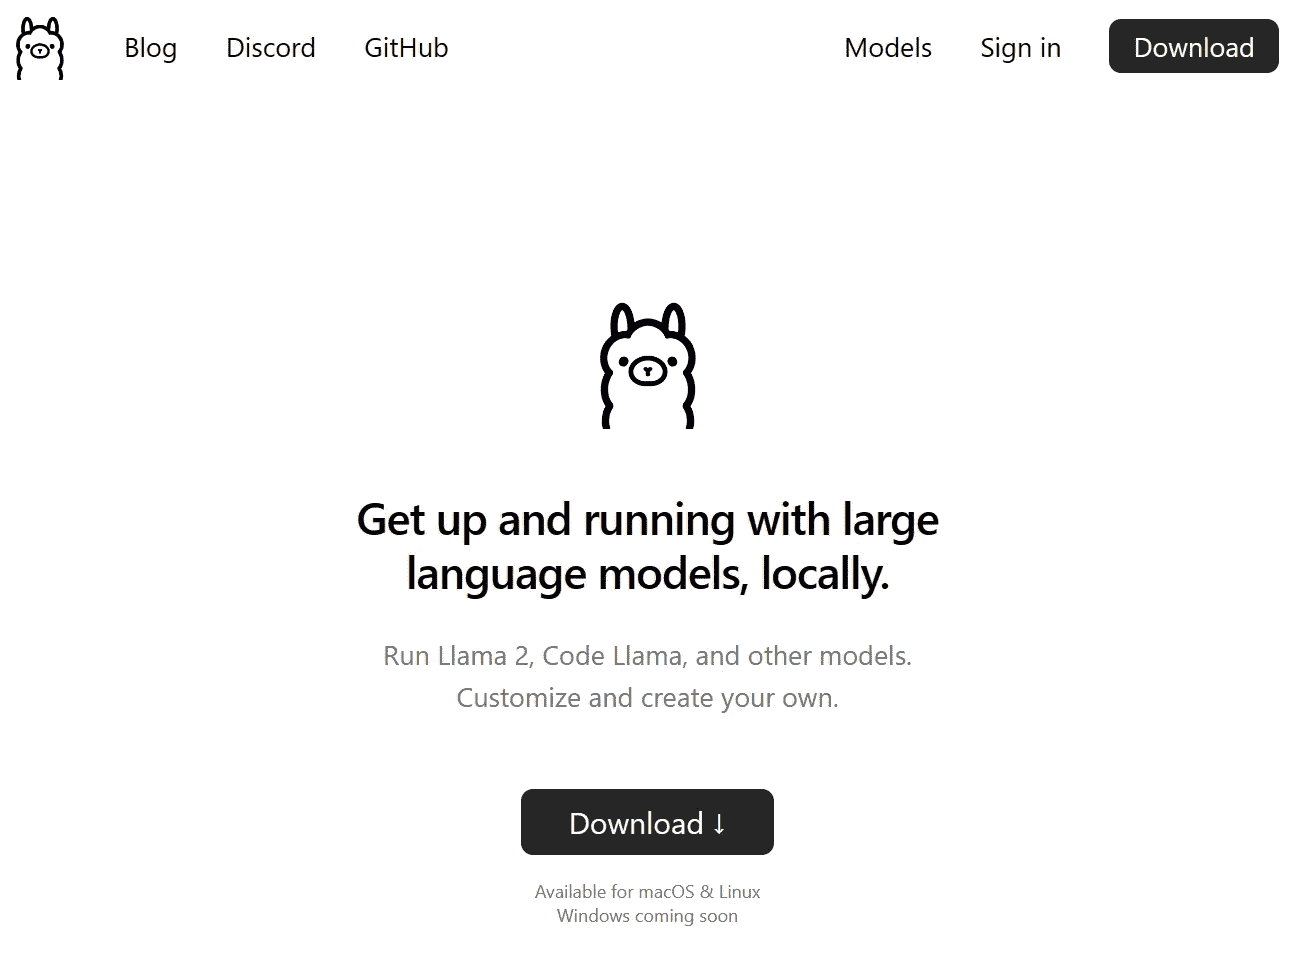 Blog Discord GitHub Models Sign in Download
Get up and running with large
language models, locally.
Run Llama 2, Code Llama, and other models.
Customize and create your own.
Download ↓
Available for macOS & Linux
Windows coming soon